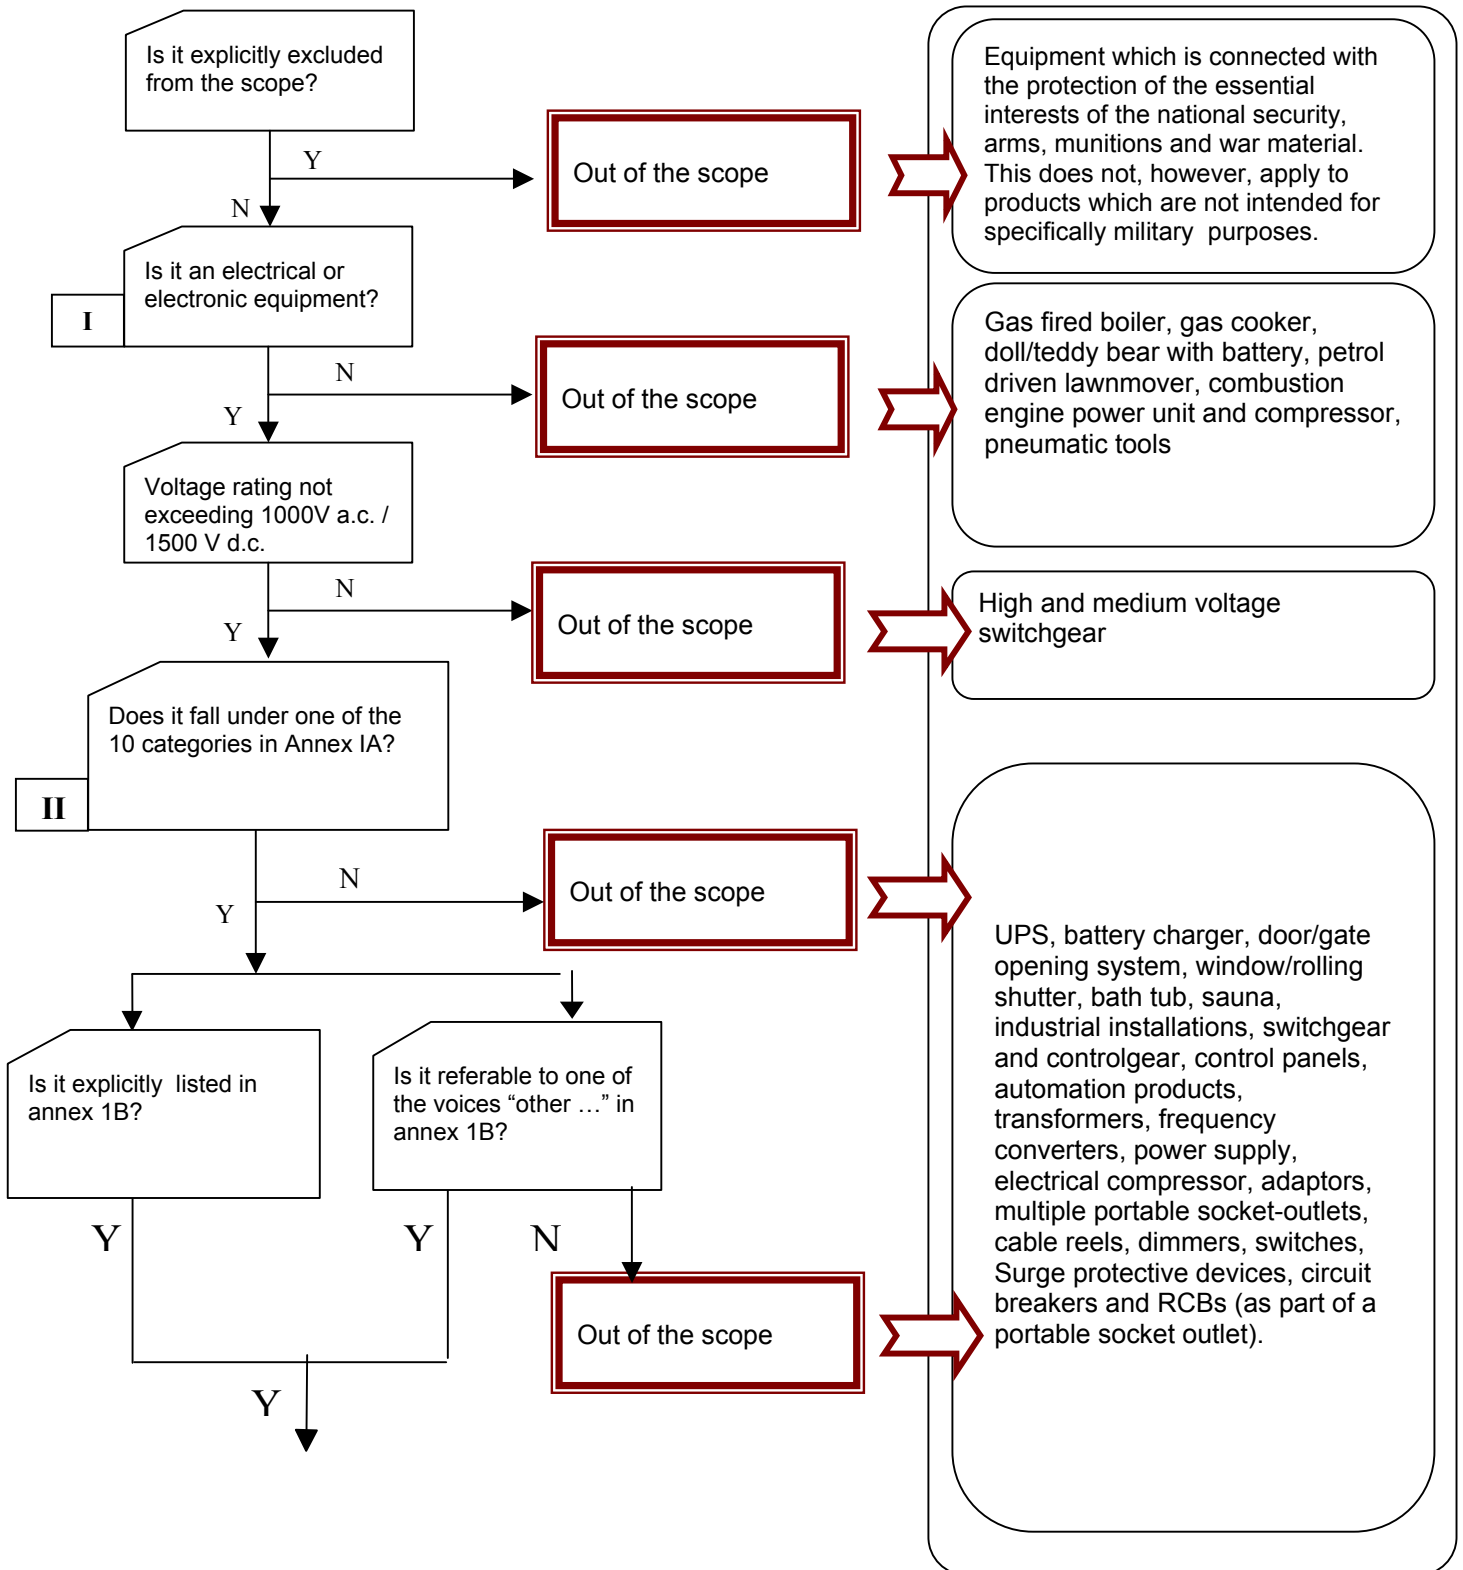 Is it explicitly excluded
from the scope?
Y
N
Out of the scope
Equipment which is connected with
the protection of the essential
interests of the national security,
arms, munitions and war material.
This does not, however, apply to
products which are not intended for
specifically military purposes.
Is it an electrical or
electronic equipment?
I
N
Y
Out of the scope
Gas fired boiler, gas cooker,
doll/teddy bear with battery, petrol
driven lawnmover, combustion
engine power unit and compressor,
pneumatic tools
Voltage rating not
exceeding 1000V a.c. /
1500 V d.c.
N
Y
Out of the scope
High and medium voltage
switchgear
Does it fall under one of the
10 categories in Annex IA?
II
N
Y
Out of the scope
UPS, battery charger, door/gate
opening system, window/rolling
shutter, bath tub, sauna,
industrial installations, switchgear
and controlgear, control panels,
automation products,
transformers, frequency
converters, power supply,
electrical compressor, adaptors,
multiple portable socket-outlets,
cable reels, dimmers, switches,
Surge protective devices, circuit
breakers and RCBs (as part of a
portable socket outlet).
Is it explicitly listed in
annex 1B?
Is it referable to one of
the voices “other …” in
annex 1B?
Y
Y
N
Out of the scope
Y